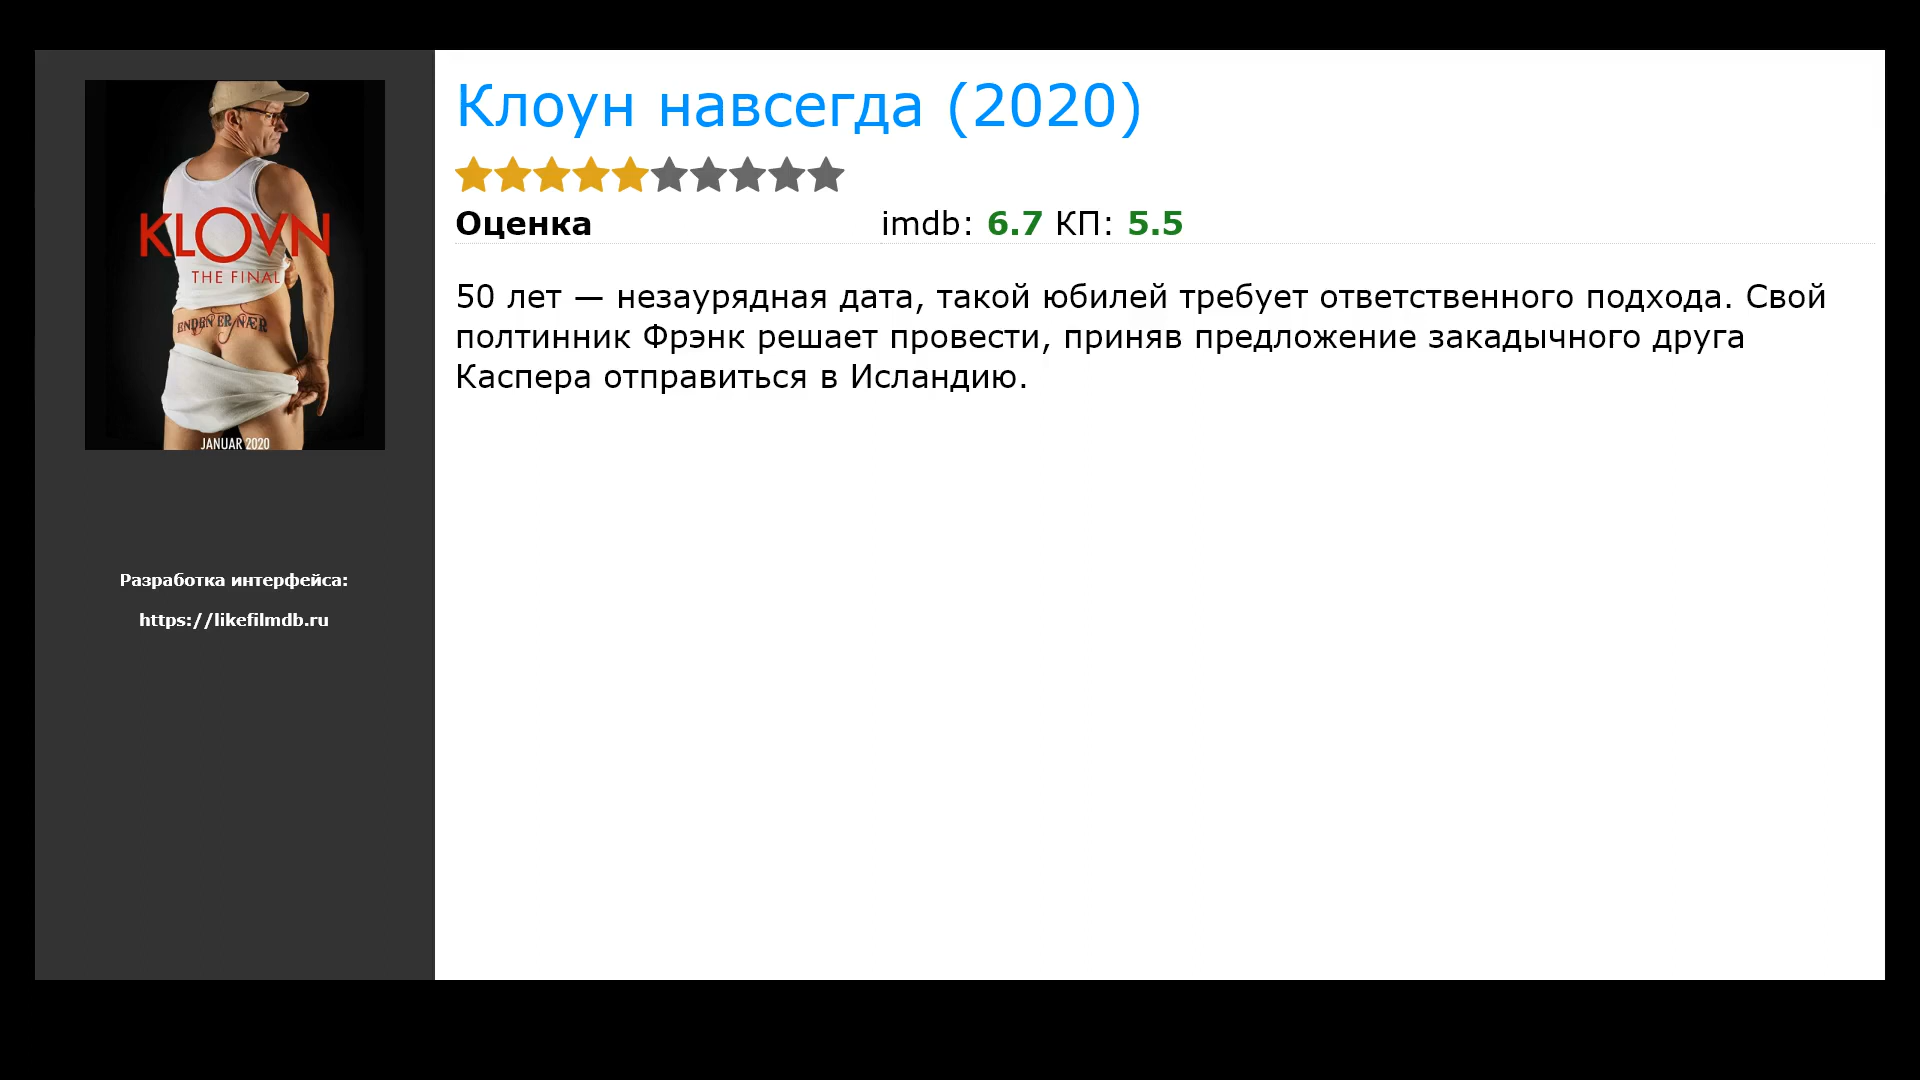 KLOVN
THE FINAL
ENDEN ER NÆR
JANUAR 2020
Разработка интерфейса:
https://likefilmdb.ru
Клоун навсегда (2020)
Оценка imdb: 6.7 КП: 5.5
50 лет — незаурядная дата, такой юбилей требует ответственного подхода. Свой
полтинник Фрэнк решает провести, приняв предложение закадычного друга
Каспера отправиться в Исландию.